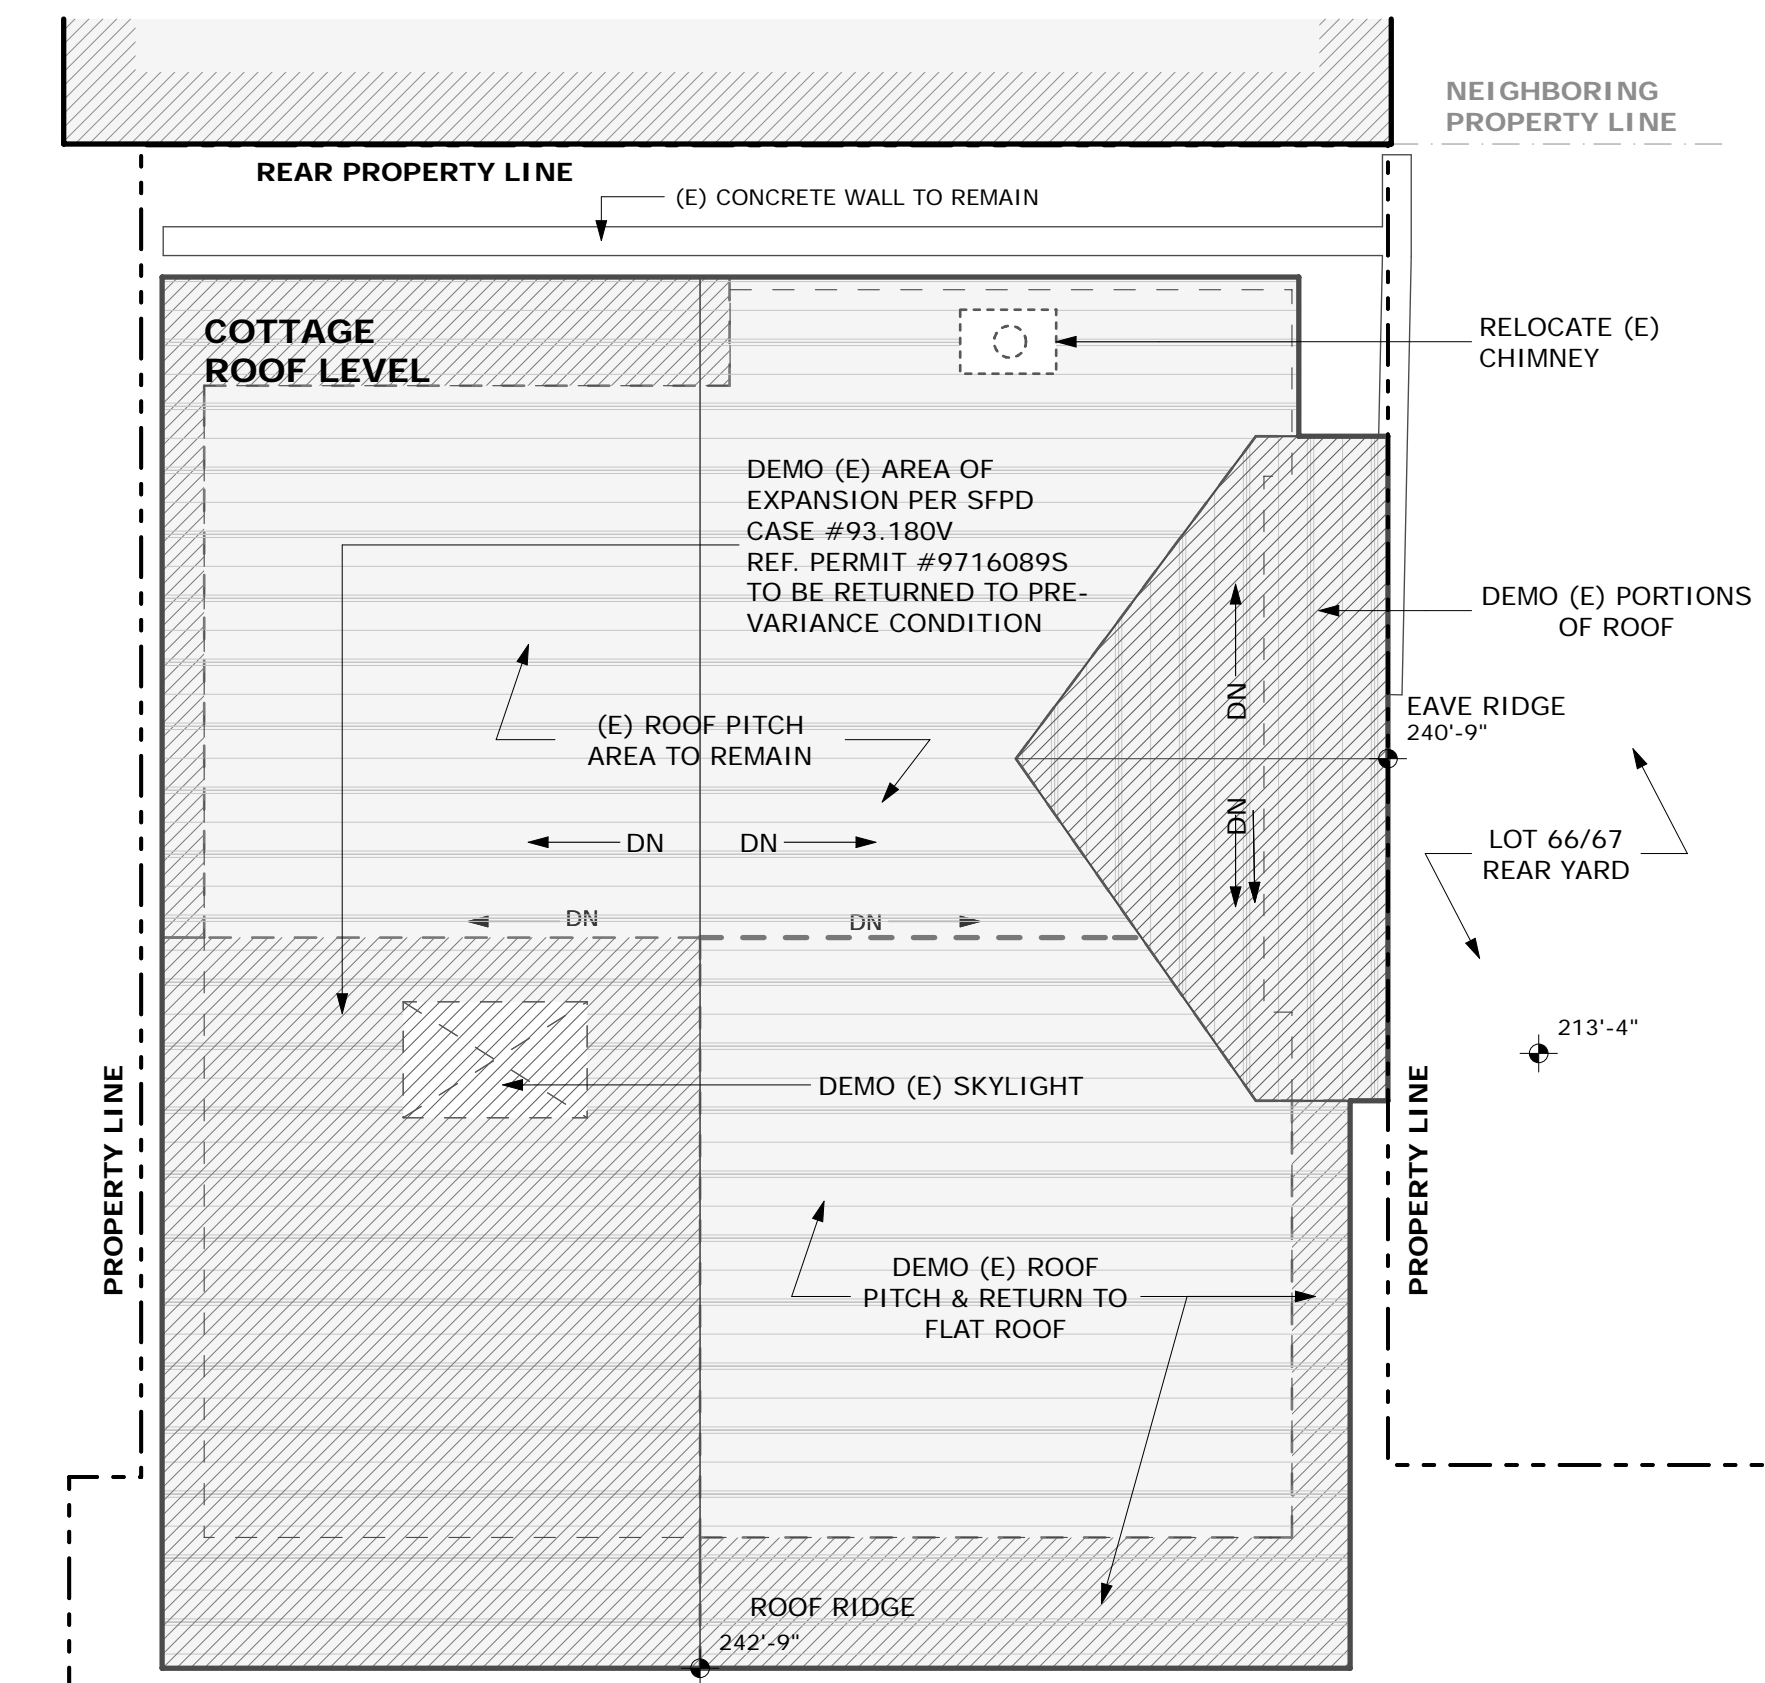 NEIGHBORING
PROPERTY LINE
REAR PROPERTY LINE
(E) CONCRETE WALL TO REMAIN
COTTAGE
ROOF LEVEL
RELOCATE (E)
CHIMNEY
DEMO (E) AREA OF
EXPANSION PER SFPD
CASE #93.180V
REF. PERMIT #9716089S
TO BE RETURNED TO PRE-
VARIANCE CONDITION
DEMO (E) PORTIONS
OF ROOF
DN
EAVE RIDGE
240'-9"
(E) ROOF PITCH
AREA TO REMAIN
DN
DN
DN
LOT 66/67
REAR YARD
DN
DN
213'-4"
DEMO (E) SKYLIGHT
PROPERTY LINE
PROPERTY LINE
DEMO (E) ROOF
PITCH & RETURN TO
FLAT ROOF
ROOF RIDGE
242'-9"